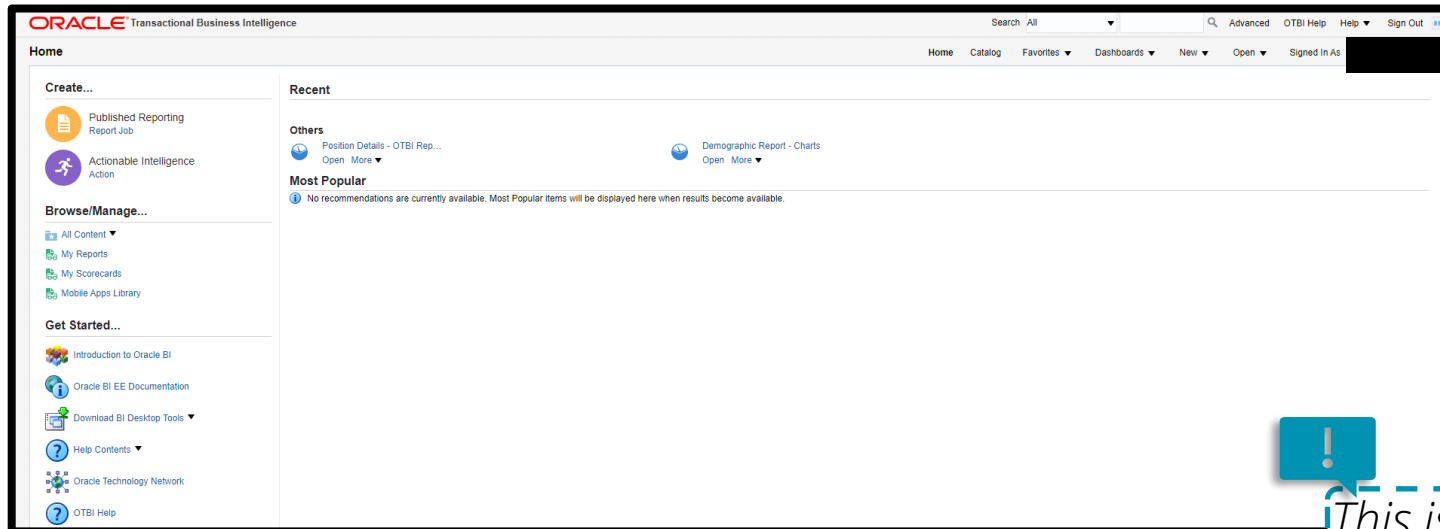 ORACLE Transactional Business Intelligence
Search All Advanced OTBI Help Help Sign Out
Home
Home Catalog Favorites Dashboards New Open Signed In As
Create...
Published Reporting
Report Job
Actionable Intelligence
Action
Browse/Manage...
All Content
My Reports
My Scorecards
Mobile Apps Library
Get Started...
Introduction to Oracle BI
Oracle BI EE Documentation
Download BI Desktop Tools
Help Contents
Oracle Technology Network
OTBI Help
Recent
Others
Position Details - OTBI Rep...
Open More
Demographic Report - Charts
Open More
Most Popular
No recommendations are currently available. Most Popular items will be displayed here when results become available.
!
This is